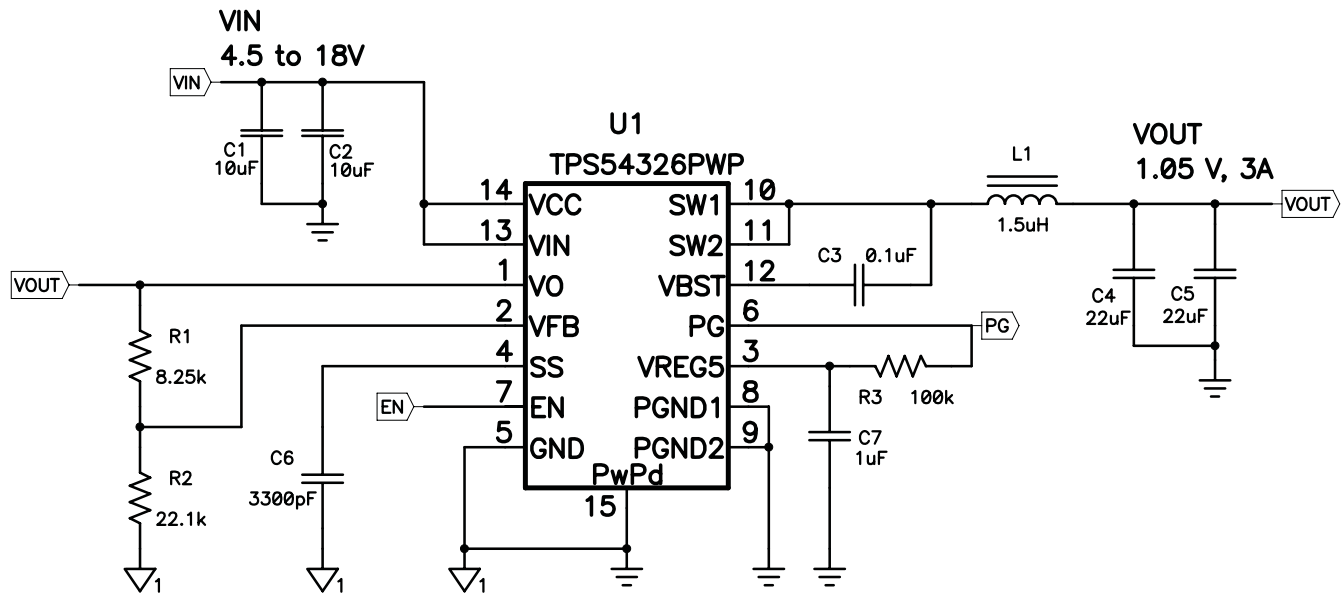 VIN
4.5 to 18V
VIN
C1
10uF
C2
10uF
U1
TPS54326PWP
14
VCC
13
VIN
1
VO
2
VFB
4
SS
7
EN
5
GND
PwPd
15
SW1
10
SW2
11
VBST
12
PG
6
VREG5
3
PGND1
8
PGND2
9
VOUT
R1
8.25k
R2
22.1k
1
C6
3300pF
1
EN
1
C3
0.1uF
L1
1.5uH
VOUT
1.05 V, 3A
VOUT
C4
22uF
C5
22uF
PG
R3
100k
C7
1uF